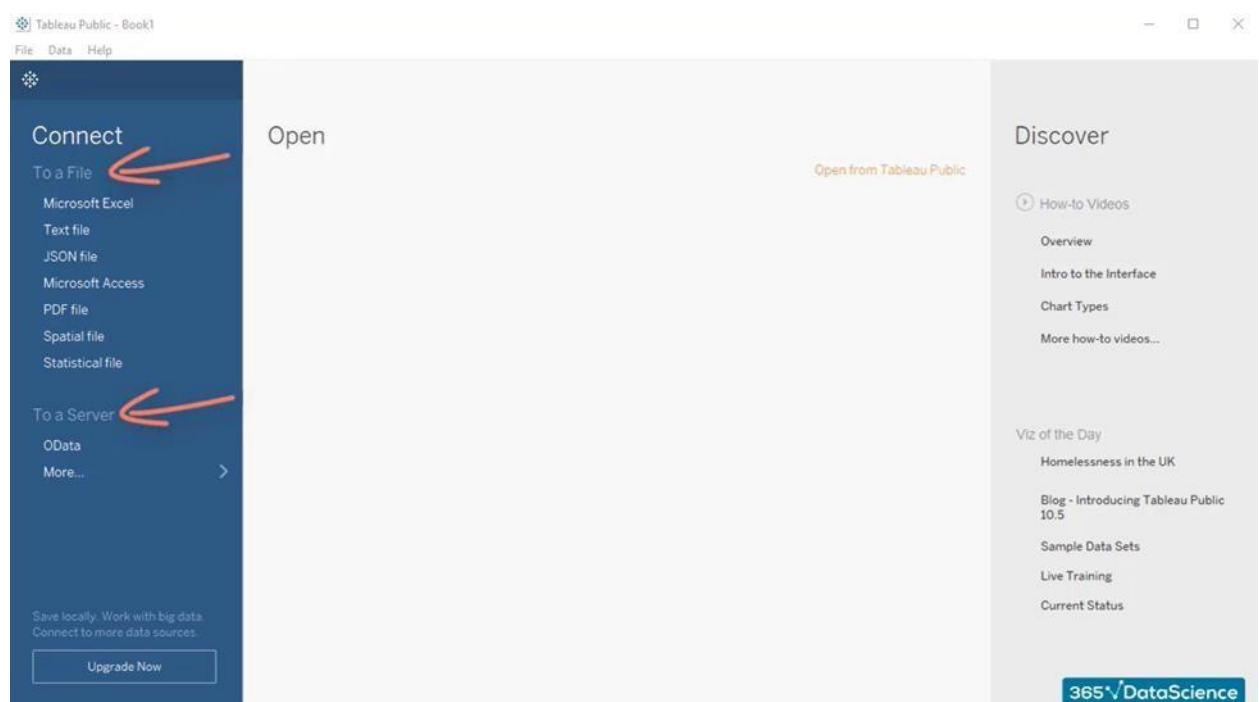 Tableau Public - Book1
File Data Help
Connect
To a File
Microsoft Excel
Text file
JSON file
Microsoft Access
PDF file
Spatial file
Statistical file
To a Server
OData
More...
Save locally. Work with big data.
Connect to more data sources.
Upgrade Now
Open
Open from Tableau Public
Discover
How-to Videos
Overview
Intro to the Interface
Chart Types
More how-to videos...
Viz of the Day
Homelessness in the UK
Blog - Introducing Tableau Public
10.5
Sample Data Sets
Live Training
Current Status
365√DataScience